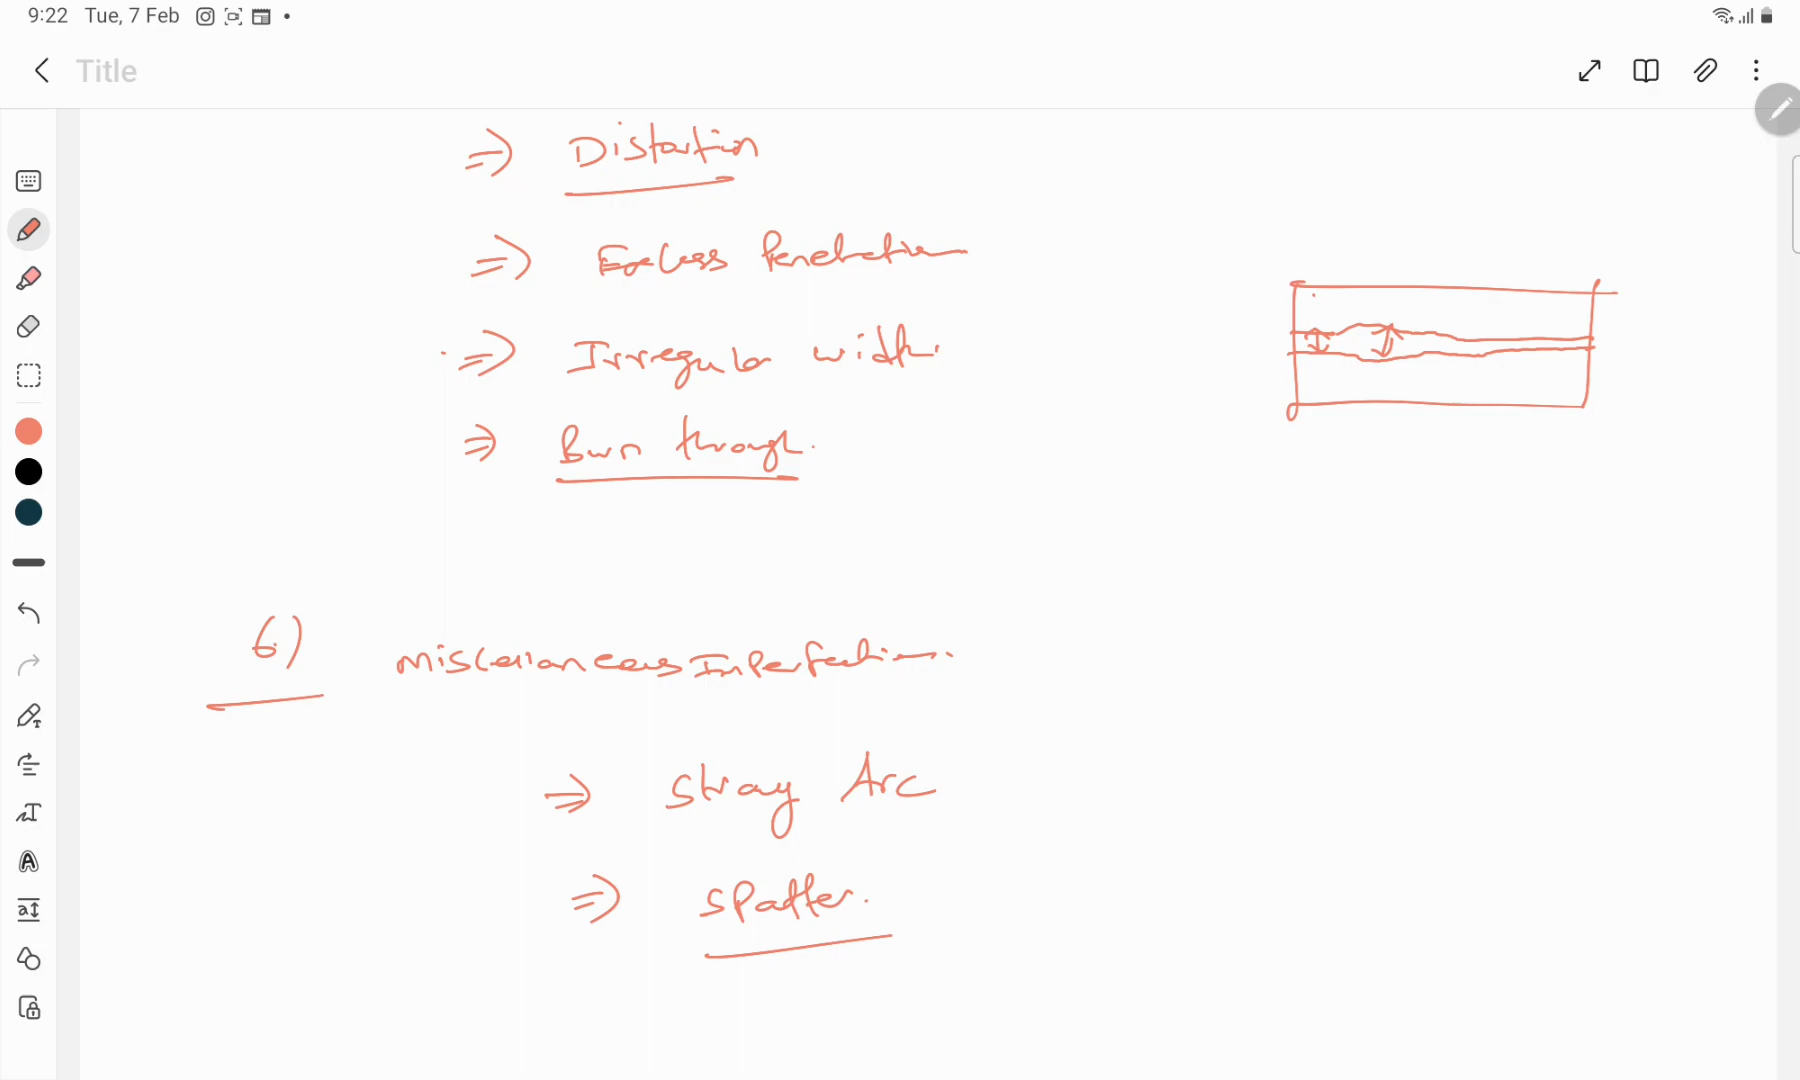 9:22 Tue, 7 Feb
Title
⇒ Distortion
⇒ Excess Penetration
⇒ Irregular width.
⇒ Burn through.
6) Miscellaneous Imperfection.
⇒ Stray Arc
⇒ Spatter.